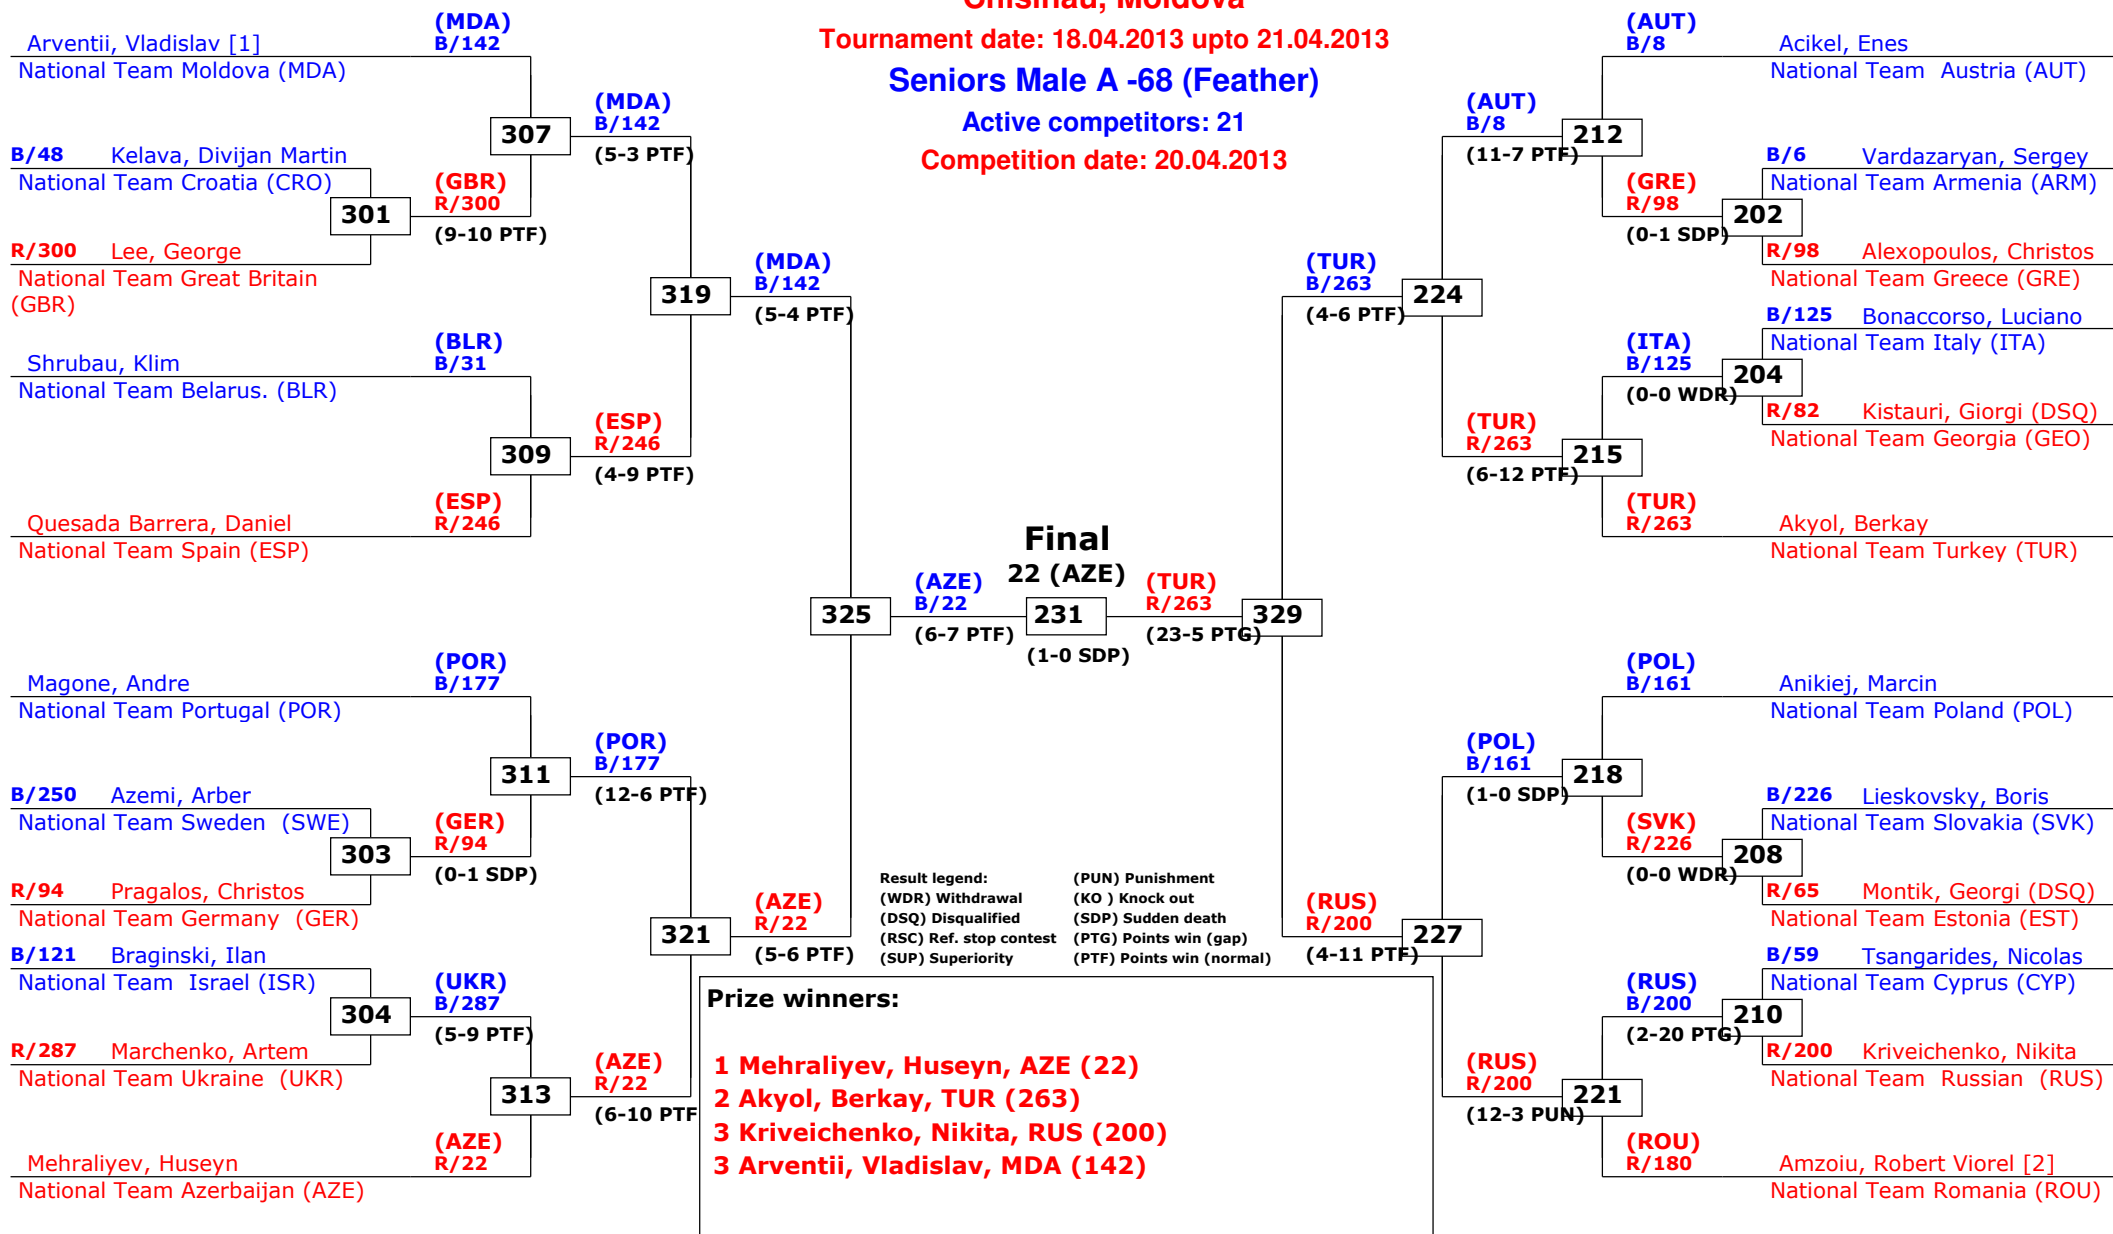 Chisinau, Moldova
Tournament date: 18.04.2013 upto 21.04.2013
Seniors Male A -68 (Feather)
Active competitors: 21
Competition date: 20.04.2013
Arventii, Vladislav [1]
National Team Moldova (MDA)
(MDA)
B/142
B/48 Kelava, Divijan Martin
National Team Croatia (CRO)
301
R/300 Lee, George
National Team Great Britain
(GBR)
(GBR)
R/300
(9-10 PTF)
307
(MDA)
B/142
(5-3 PTF)
Shrubau, Klim
National Team Belarus. (BLR)
(BLR)
B/31
309
Quesada Barrera, Daniel
National Team Spain (ESP)
(ESP)
R/246
(ESP)
R/246
(4-9 PTF)
319
(MDA)
B/142
(5-4 PTF)
Magone, Andre
National Team Portugal (POR)
(POR)
B/177
B/250 Azemi, Arber
National Team Sweden (SWE)
303
R/94 Pragalos, Christos
National Team Germany (GER)
(GER)
R/94
(0-1 SDP)
311
(POR)
B/177
(12-6 PTF)
B/121 Braginski, Ilan
National Team Israel (ISR)
304
R/287 Marchenko, Artem
National Team Ukraine (UKR)
(UKR)
B/287
(5-9 PTF)
313
Mehraliyev, Huseyn
National Team Azerbaijan (AZE)
(AZE)
R/22
(AZE)
R/22
(6-10 PTF
321
(AZE)
R/22
(5-6 PTF)
325
(AZE)
B/22
(6-7 PTF)
Final
22 (AZE)
231
(1-0 SDP)
(TUR)
R/263
(23-5 PTG)
329
(TUR)
B/263
(4-6 PTF)
224
(AUT)
B/8
(11-7 PTF)
212
(AUT)
B/8
Acikel, Enes
National Team Austria (AUT)
(GRE)
R/98
(0-1 SDP)
202
B/6 Vardazaryan, Sergey
National Team Armenia (ARM)
R/98 Alexopoulos, Christos
National Team Greece (GRE)
(TUR)
R/263
(6-12 PTF)
215
(ITA)
B/125
(0-0 WDR)
204
B/125 Bonaccorso, Luciano
National Team Italy (ITA)
R/82 Kistauri, Giorgi (DSQ)
National Team Georgia (GEO)
(TUR)
R/263
Akyol, Berkay
National Team Turkey (TUR)
(RUS)
R/200
(4-11 PTF)
227
(POL)
B/161
(1-0 SDP)
218
(POL)
B/161
Anikiej, Marcin
National Team Poland (POL)
(SVK)
R/226
(0-0 WDR)
208
B/226 Lieskovsky, Boris
National Team Slovakia (SVK)
R/65 Montik, Georgi (DSQ)
National Team Estonia (EST)
(RUS)
R/200
(12-3 PUN)
221
(RUS)
B/200
(2-20 PTG)
210
B/59 Tsangarides, Nicolas
National Team Cyprus (CYP)
R/200 Kriveichenko, Nikita
National Team Russian (RUS)
(ROU)
R/180
Amzoiu, Robert Viorel [2]
National Team Romania (ROU)
Result legend:
(WDR) Withdrawal
(DSQ) Disqualified
(RSC) Ref. stop contest
(SUP) Superiority
(PUN) Punishment
(KO ) Knock out
(SDP) Sudden death
(PTG) Points win (gap)
(PTF) Points win (normal)
Prize winners:
1 Mehraliyev, Huseyn, AZE (22)
2 Akyol, Berkay, TUR (263)
3 Kriveichenko, Nikita, RUS (200)
3 Arventii, Vladislav, MDA (142)